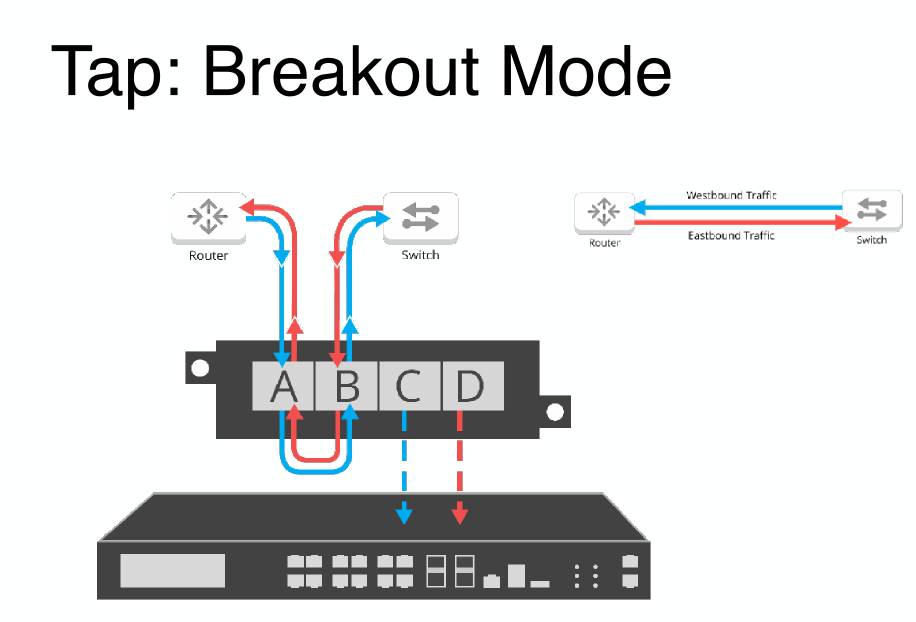 Tap: Breakout Mode
Router
Switch
Westbound Traffic
Eastbound Traffic
Router
Switch
A B C D